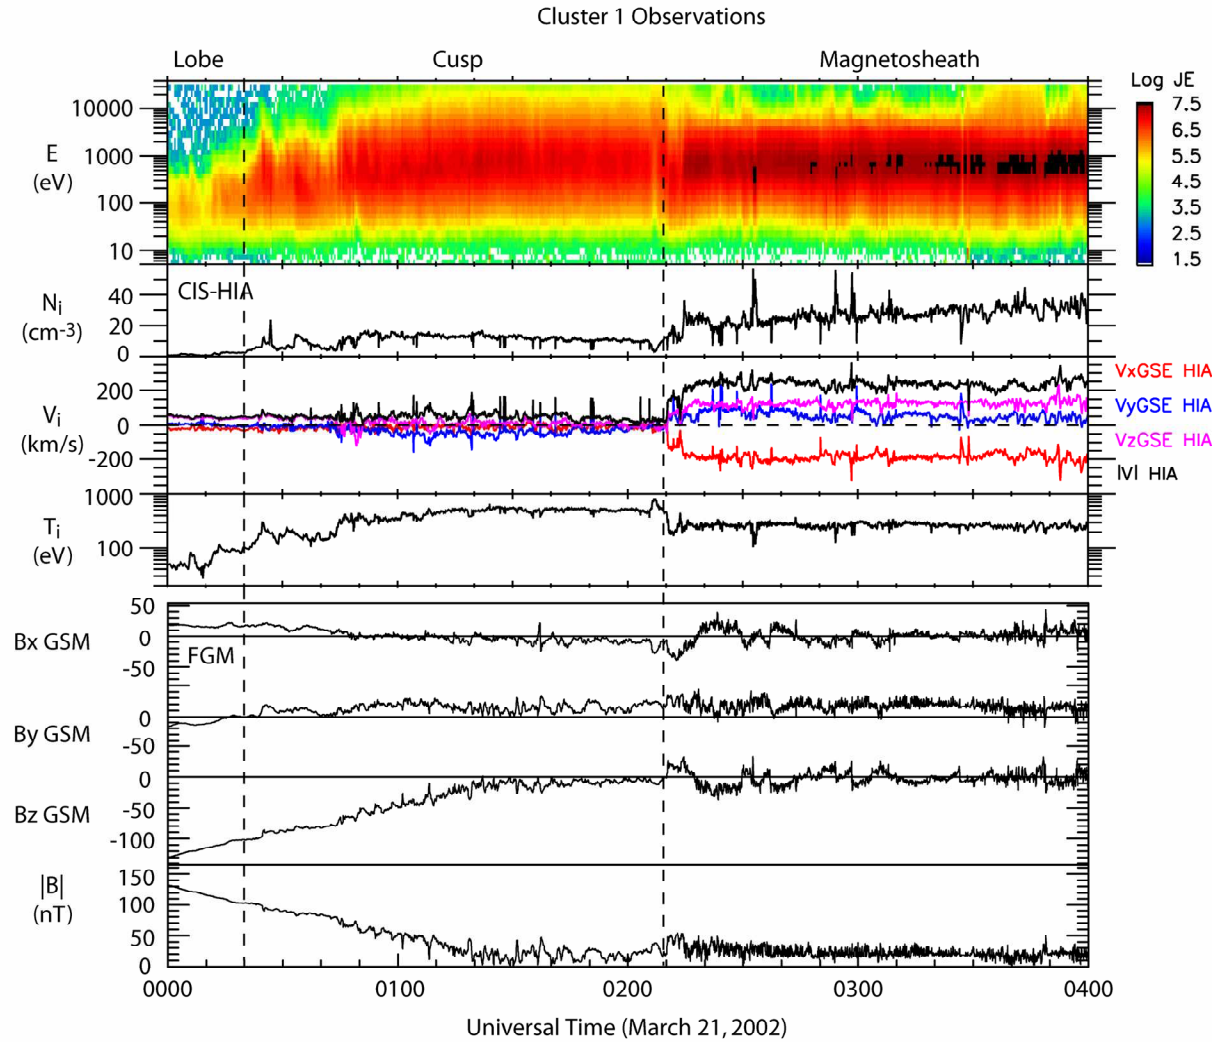 Cluster 1 Observations
Lobe Cusp Magnetosheath
Log JE
10000
1000
100
10
E
(eV)
7.5
6.5
5.5
4.5
3.5
2.5
1.5
CIS-HIA
40
20
0
Ni
(cm-3)
200
0
-200
Vi
(km/s)
VxGSE HIA
VyGSE HIA
VzGSE HIA
|V| HIA
1000
100
Ti
(eV)
50
0
-50
Bx GSM
FGM
0
-50
By GSM
0
-50
-100
Bz GSM
150
100
50
0
|B|
(nT)
0000 0100 0200 0300 0400
Universal Time (March 21, 2002)